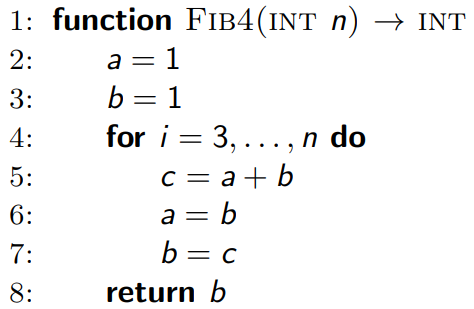 1: function FIB4(INT n) → INT
2: a = 1
3: b = 1
4: for i = 3, . . . , n do
5: c = a + b
6: a = b
7: b = c
8: return b